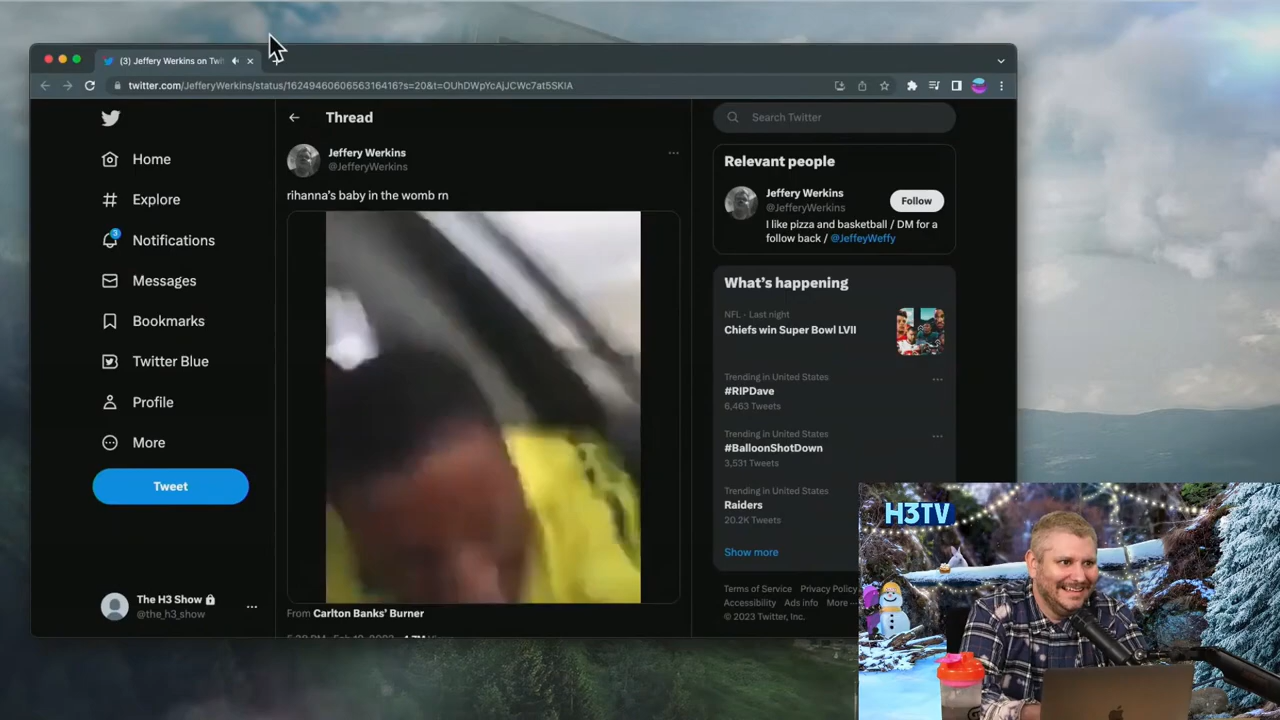 (3) Jeffery Werkins on Twi
twitter.com/JefferyWerkins/status/1624946060656316416?s=20&t=OUhDWpYcAjJCWc7at5SKIA
Home
Explore
3
Notifications
Messages
Bookmarks
Twitter Blue
Profile
More
Tweet
The H3 Show
@the_h3_show
Thread
Jeffery Werkins
@JefferyWerkins
rihanna's baby in the womb rn
From Carlton Banks' Burner
Search Twitter
Relevant people
Jeffery Werkins
@JefferyWerkins
Follow
I like pizza and basketball / DM for a
follow back / @JeffeyWeffy
What's happening
NFL · Last night
Chiefs win Super Bowl LVII
Trending in United States
#RIPDave
6,463 Tweets
Trending in United States
#BalloonShotDown
3,531 Tweets
Trending in United States
Raiders
20.2K Tweets
Show more
Terms of Service Privacy Policy
Accessibility Ads info More
© 2023 Twitter, Inc.
H3TV